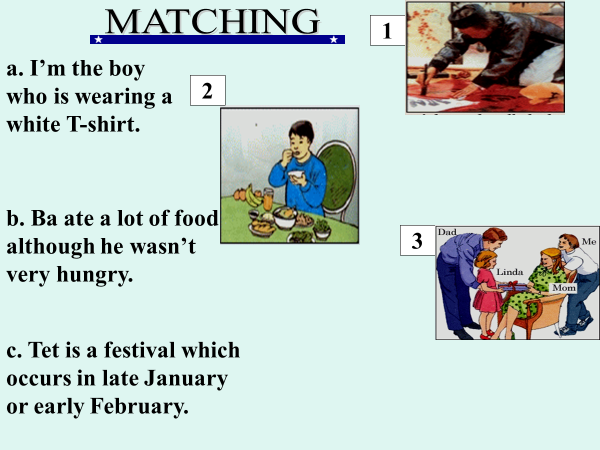 MATCHING
1
a. I’m the boy
who is wearing a
white T-shirt.
2
b. Ba ate a lot of food
although he wasn’t
very hungry.
3
Dad
Me
Linda
Mom
c. Tet is a festival which
occurs in late January
or early February.